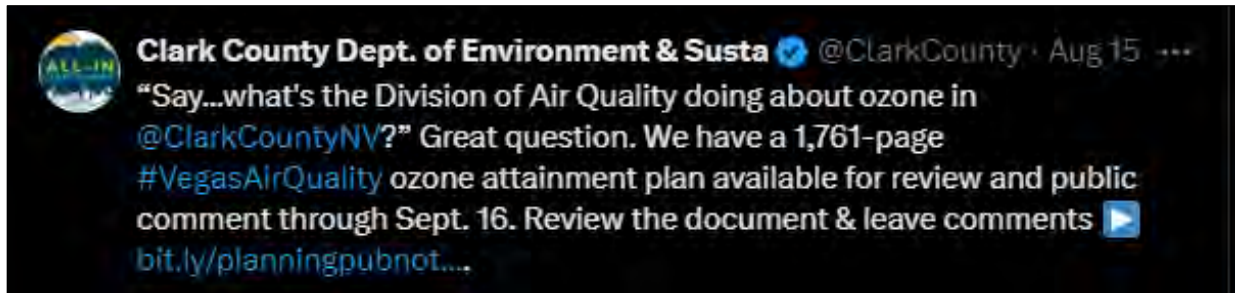 ALL-IN
Clark County Dept. of Environment & Susta @ClarkCounty · Aug 15 ...
“Say...what's the Division of Air Quality doing about ozone in
@ClarkCountyNV?” Great question. We have a 1,761-page
#VegasAirQuality ozone attainment plan available for review and public
comment through Sept. 16. Review the document & leave comments
bit.ly/planningpubnot....